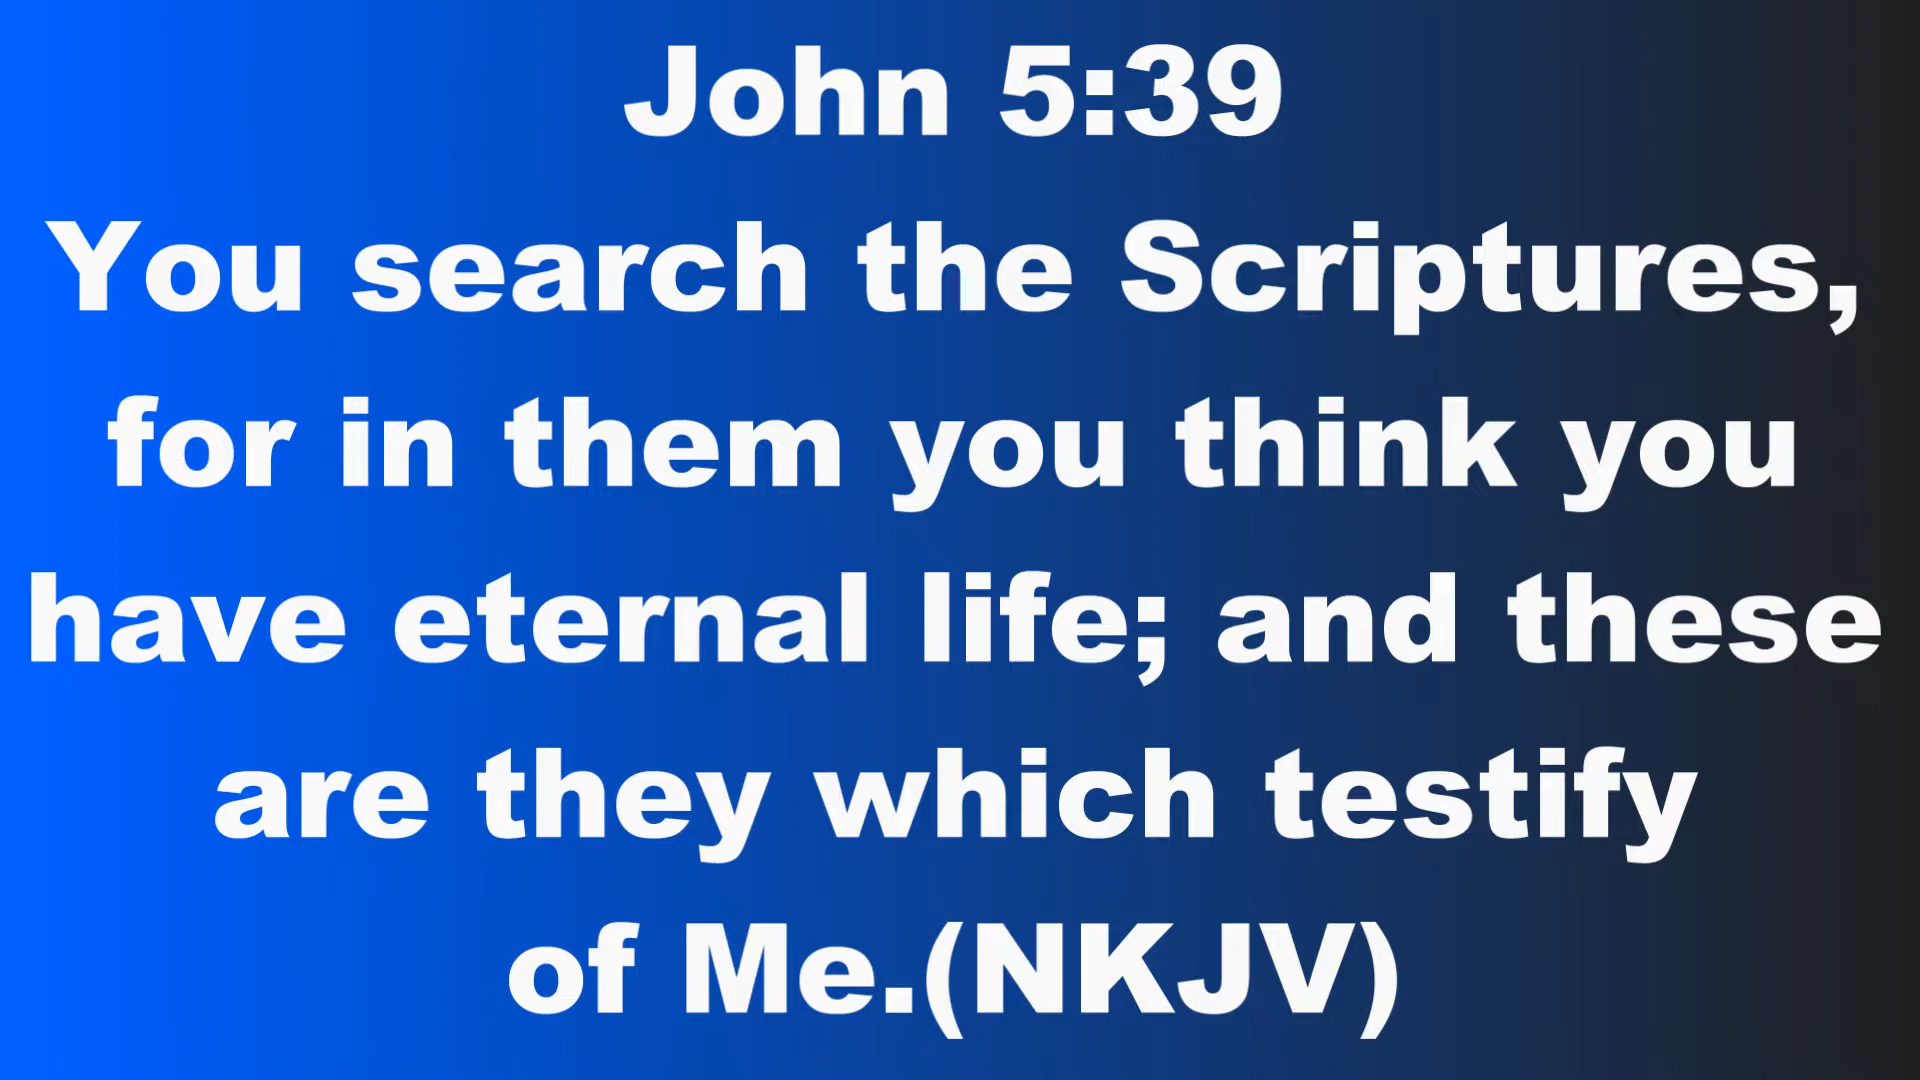 John 5:39
You search the Scriptures,
for in them you think you
have eternal life; and these
are they which testify
of Me.(NKJV)